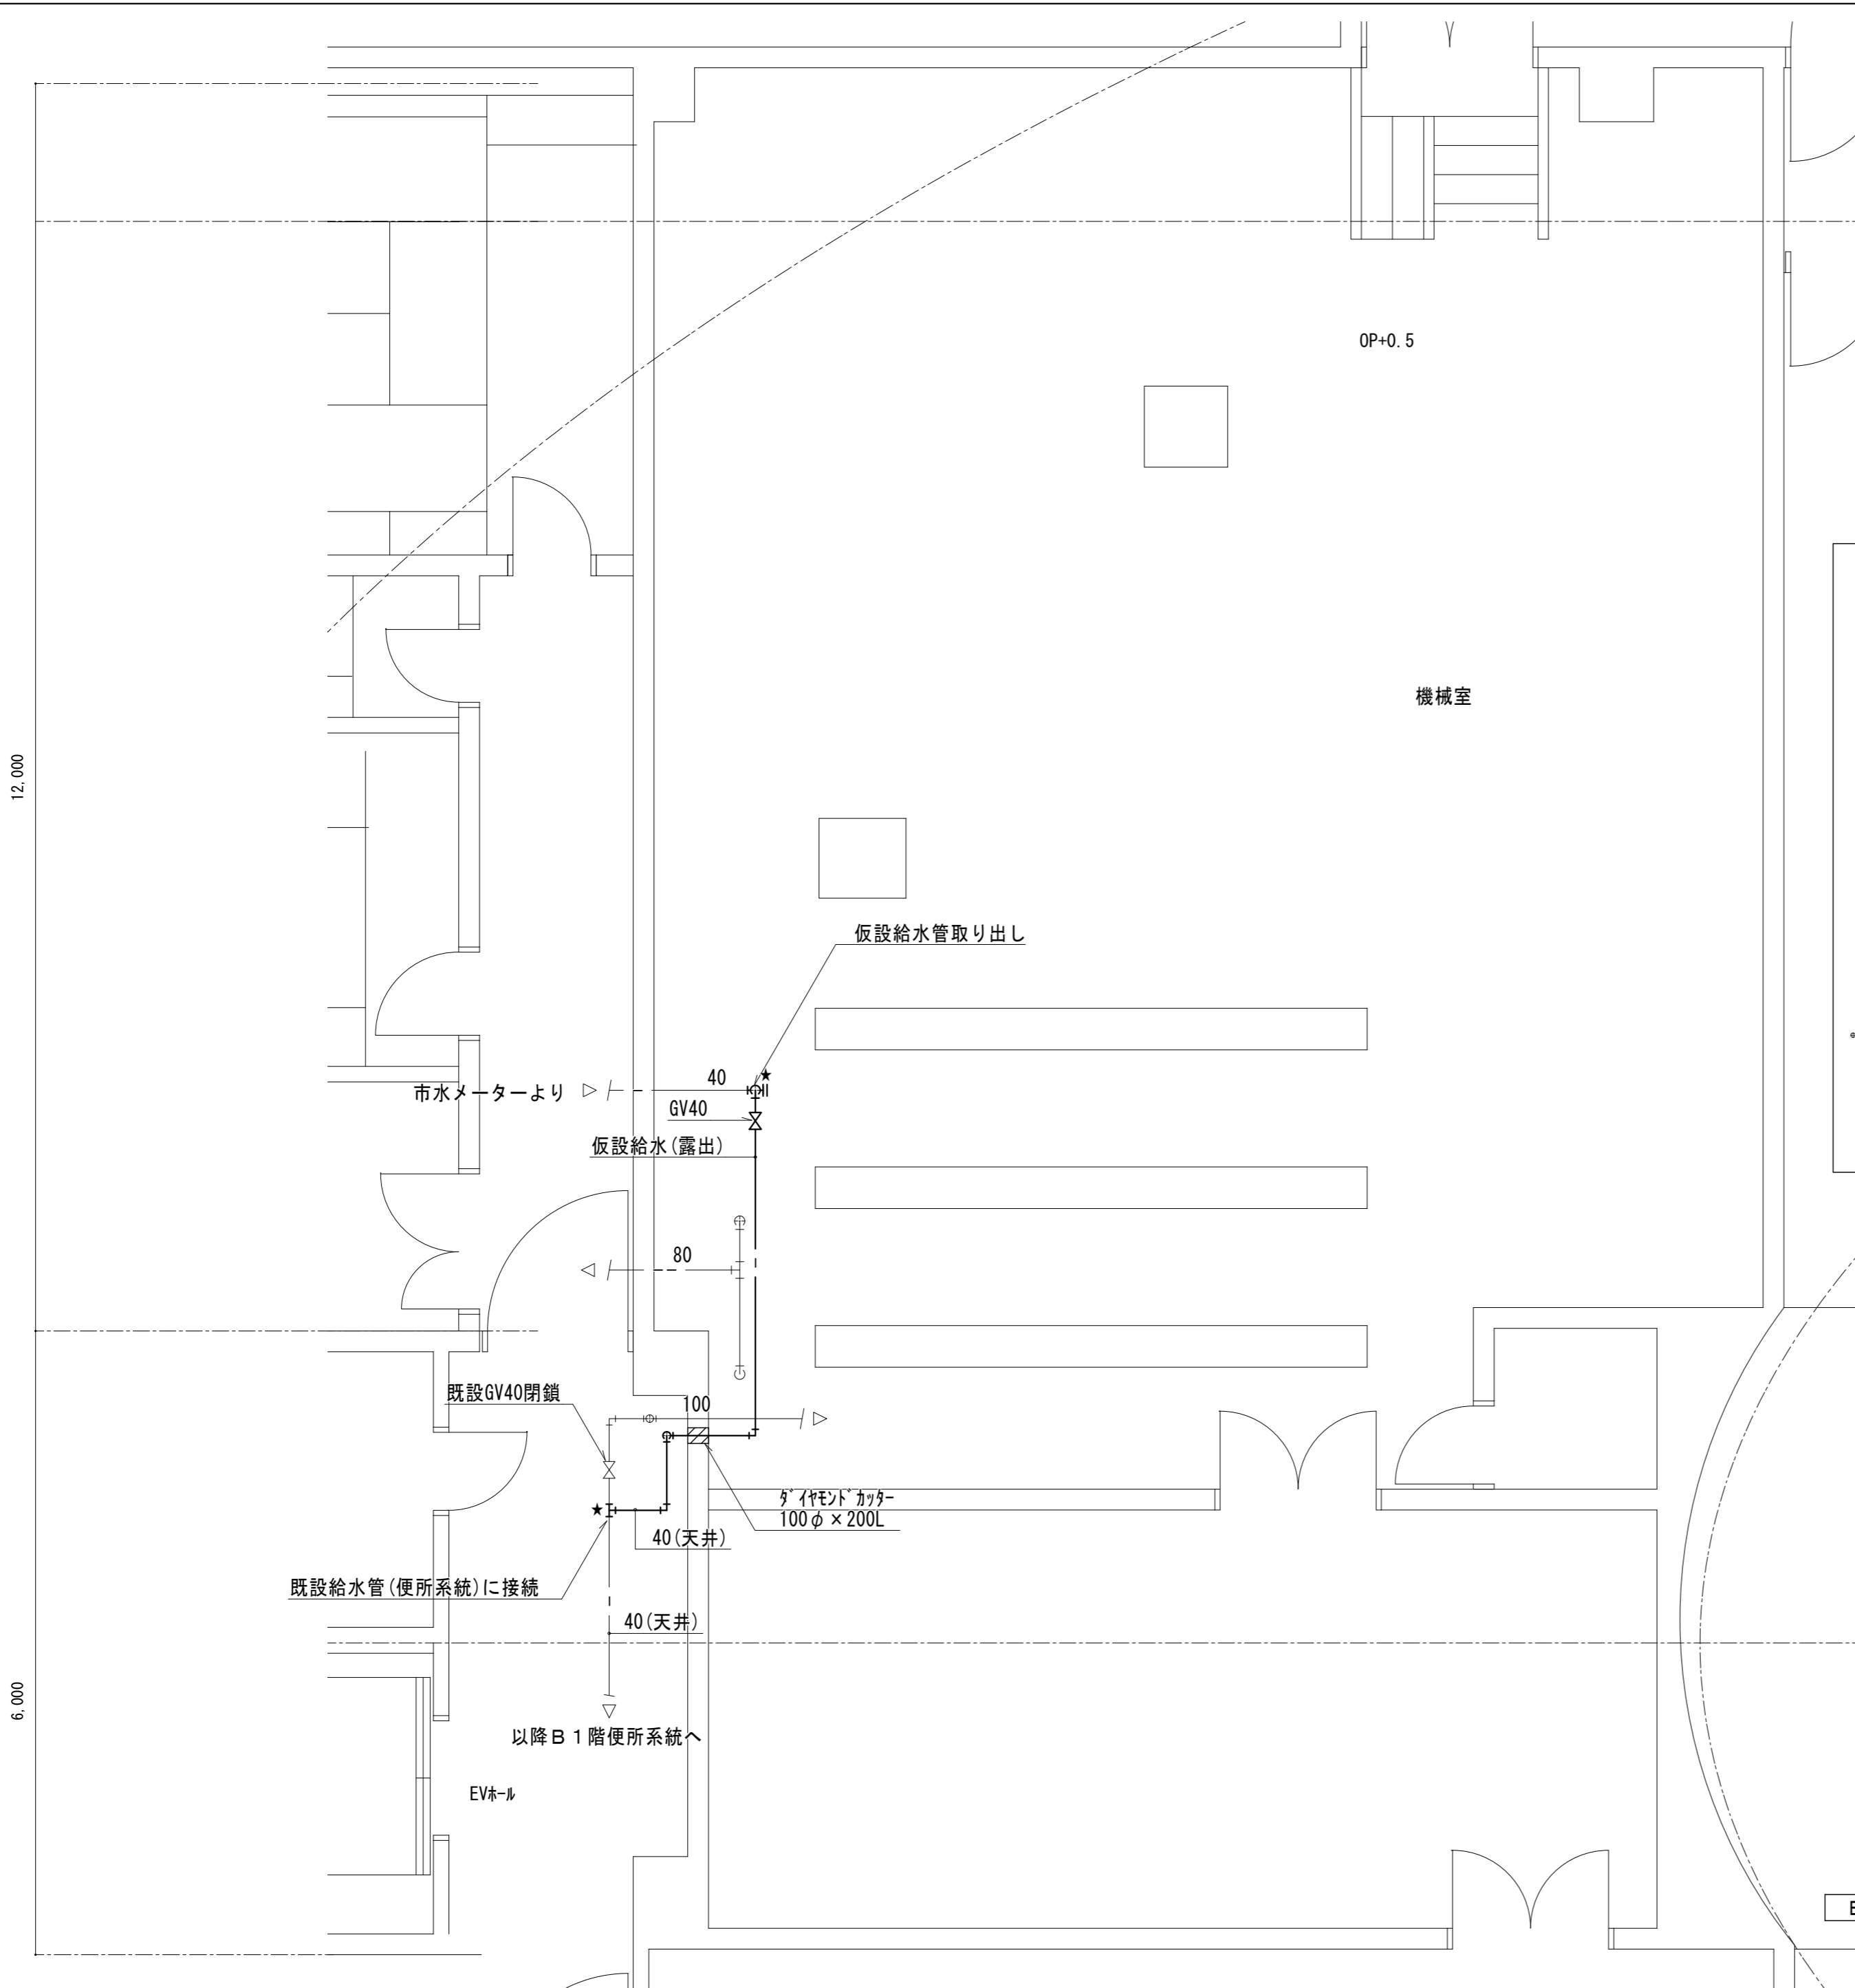 OP+0.5
機械室
12,000
仮設給水管取り出し
★
40
市水メーターより
GV40
仮設給水(露出)
80
既設GV40閉鎖
100
ﾀﾞｲﾔﾓﾝﾄﾞｶｯﾀｰ
100φ×200L
★
40(天井)
既設給水管(便所系統)に接続
40(天井)
6,000
以降B1階便所系統へ
EVﾎｰﾙ